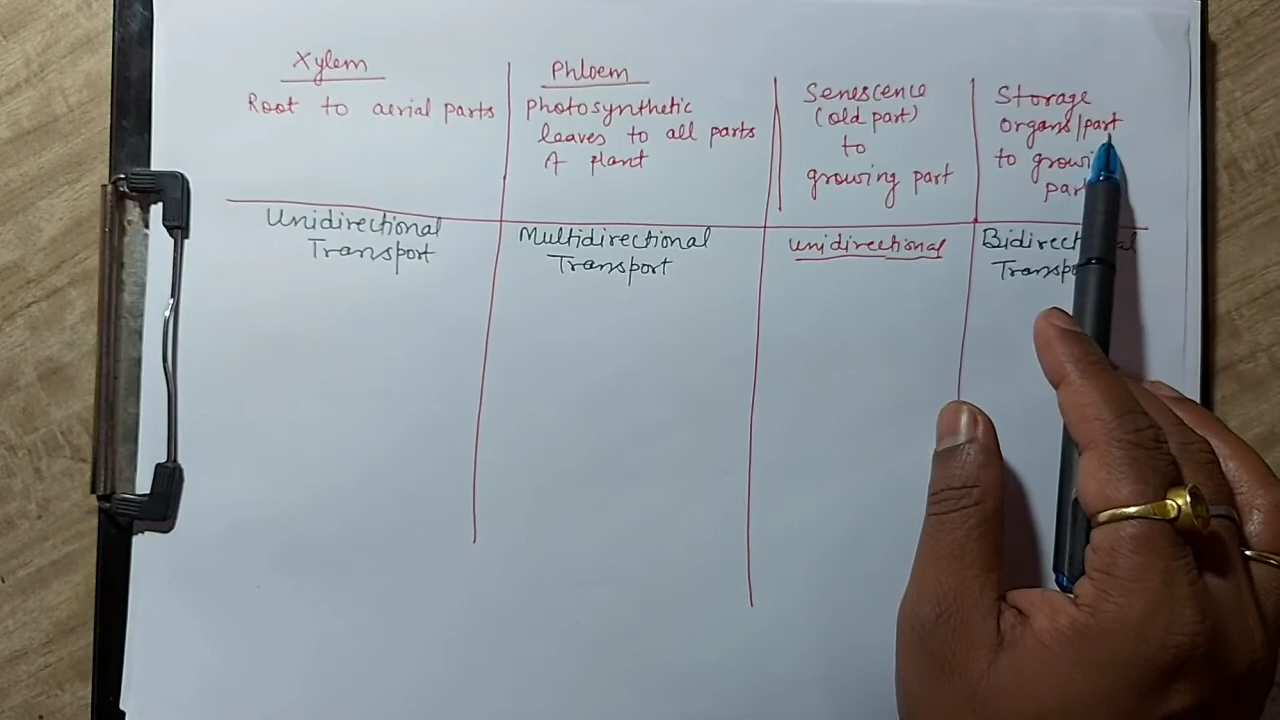 Xylem
Root to aerial parts
Phloem
Photosynthetic
leaves to all parts
of plant
Senescence
(old part)
to
growing part
Storage
Organs/part
to
Unidirectional
Transport
Multidirectional
Transport
Unidirectional